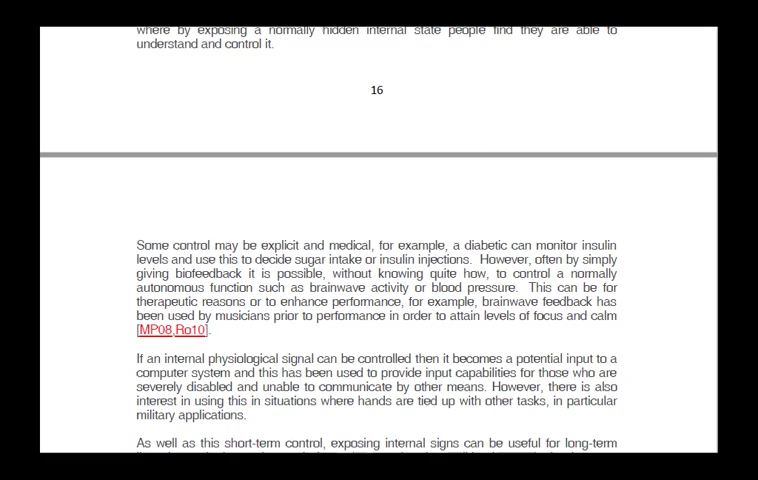 where by exposing a normally hidden internal state people find they are able to
understand and control it.
16
Some control may be explicit and medical, for example, a diabetic can monitor insulin
levels and use this to decide sugar intake or insulin injections. However, often by simply
giving biofeedback it is possible, without knowing quite how, to control a normally
autonomous function such as brainwave activity or blood pressure. This can be for
therapeutic reasons or to enhance performance, for example, brainwave feedback has
been used by musicians prior to performance in order to attain levels of focus and calm
[MP08,Ro10].
If an internal physiological signal can be controlled then it becomes a potential input to a
computer system and this has been used to provide input capabilities for those who are
severely disabled and unable to communicate by other means. However, there is also
interest in using this in situations where hands are tied up with other tasks, in particular
military applications.
As well as this short-term control, exposing internal signs can be useful for long-term